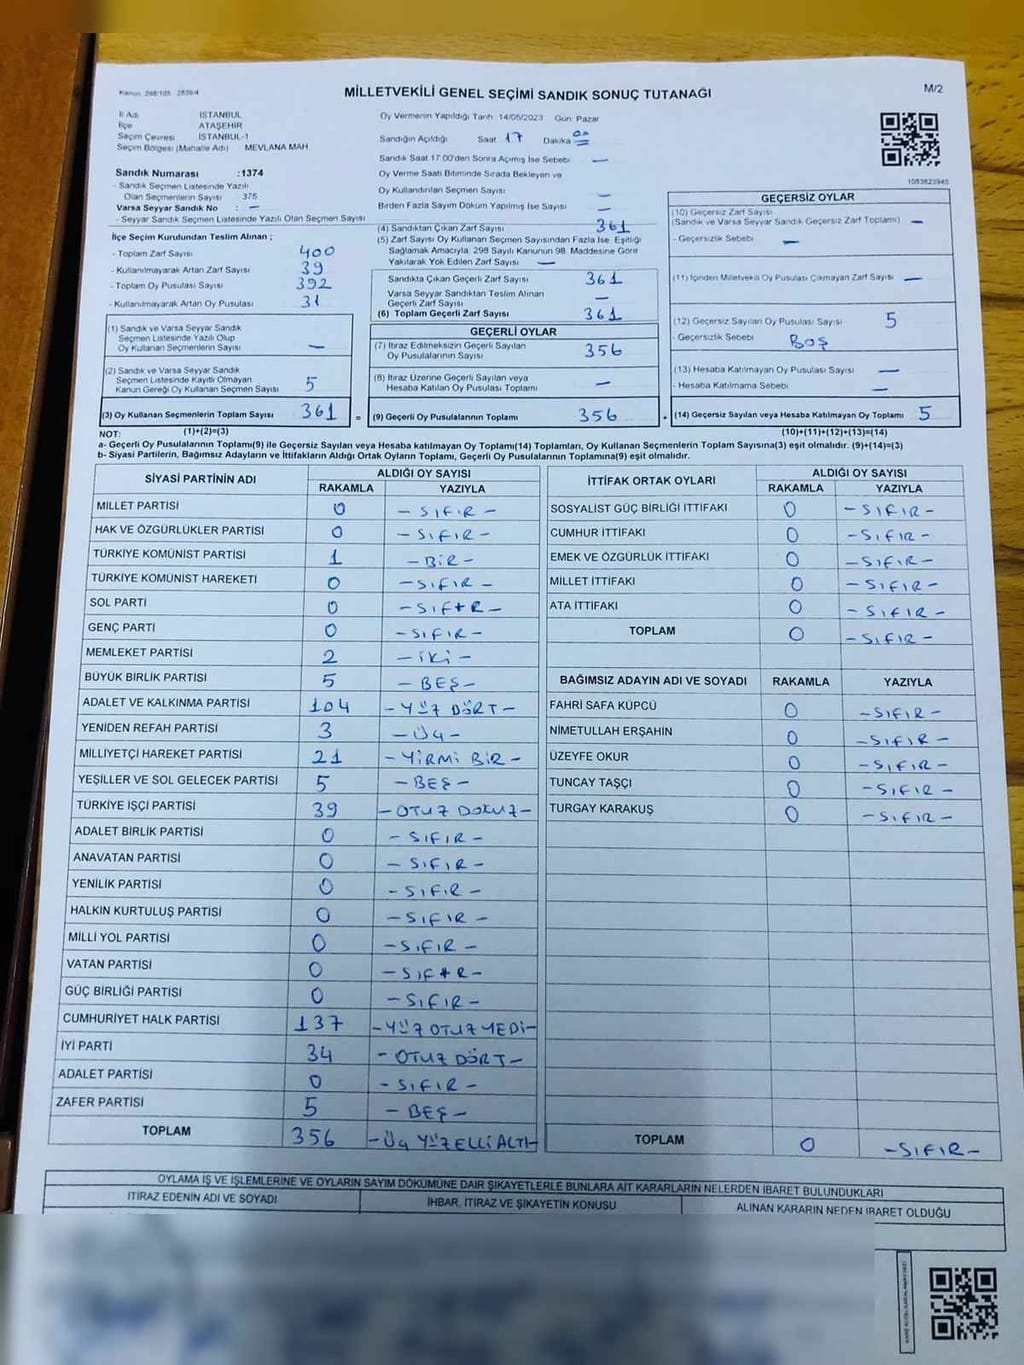 Kanun 298/105 2839/4
MİLLETVEKİLİ GENEL SEÇİMİ SANDIK SONUÇ TUTANAĞI
M/2
İl Adı İSTANBUL
İlçe ATAŞEHİR
Seçim Çevresi İSTANBUL-1
Seçim Bölgesi (Mahalle Adı) MEVLANA MAH
Sandık Numarası :1374
- Sandık Seçmen Listesinde Yazılı
Olan Seçmenlerin Sayısı 375
Varsa Seyyar Sandık No : —
- Seyyar Sandık Seçmen Listesinde Yazılı Olan Seçmen Sayısı
İlçe Seçim Kurulundan Teslim Alınan ;
- Toplam Zarf Sayısı 400
- Kullanılmayarak Artan Zarf Sayısı 39
- Toplam Oy Pusulası Sayısı 392
- Kullanılmayarak Artan Oy Pusulası 31
(1) Sandık ve Varsa Seyyar Sandık
Seçmen Listesinde Yazılı Olup
Oy Kullanan Seçmenlerin Sayısı —
(2) Sandık ve Varsa Seyyar Sandık
Seçmen Listesine Kayıtlı Olmayan
Kanun Gereği Oy Kullanan Seçmen Sayısı 5
(3) Oy Kullanan Seçmenlerin Toplam Sayısı 361 =
(1)+(2)=(3)
Oy Vermenin Yapıldığı Tarih 14/05/2023 Gün Pazar
Sandığın Açıldığı Saat 17 Dakika 00
Sandık Saat 17.00'den Sonra Açılmış İse Sebebi —
Oy Verme Saati Bitiminde Sırada Bekleyen ve
Oy Kullandırılan Seçmen Sayısı —
Birden Fazla Sayım Döküm Yapılmış İse Sayısı —
(4) Sandıktan Çıkan Zarf Sayısı 361
(5) Zarf Sayısı Oy Kullanan Seçmen Sayısından Fazla İse, Eşitliği
Sağlamak Amacıyla, 298 Sayılı Kanunun 98. Maddesine Göre
Yakılarak Yok Edilen Zarf Sayısı —
Sandıkta Çıkan Geçerli Zarf Sayısı 361
Varsa Seyyar Sandıktan Teslim Alınan
Geçerli Zarf Sayısı —
(6) Toplam Geçerli Zarf Sayısı 361
GEÇERLİ OYLAR
(7) İtiraz Edilmeksizin Geçerli Sayılan
Oy Pusulalarının Sayısı 356
(8) İtiraz Üzerine Geçerli Sayılan veya
Hesaba Katılan Oy Pusulası Toplamı —
(9) Geçerli Oy Pusulalarının Toplamı 356 +
1083823945
GEÇERSİZ OYLAR
(10) Geçersiz Zarf Sayısı
(Sandık ve Varsa Seyyar Sandık Geçersiz Zarf Toplamı) —
- Geçersizlik Sebebi —
(11) İçinden Milletvekili Oy Pusulası Çıkmayan Zarf Sayısı —
(12) Geçersiz Sayılan Oy Pusulası Sayısı 5
- Geçersizlik Sebebi BOŞ
(13) Hesaba Katılmayan Oy Pusulası Sayısı —
- Hesaba Katılmama Sebebi —
(14) Geçersiz Sayılan veya Hesaba Katılmayan Oy Toplamı 5
(10)+(11)+(12)+(13)=(14)
NOT:
a- Geçerli Oy Pusulalarının Toplamı(9) ile Geçersiz Sayılan veya Hesaba katılmayan Oy Toplamı(14) Toplamları, Oy Kullanan Seçmenlerin Toplam Sayısına(3) eşit olmalıdır. (9)+(14)=(3)
b- Siyasi Partilerin, Bağımsız Adayların ve İttifakların Aldığı Ortak Oyların Toplamı, Geçerli Oy Pusulalarının Toplamına(9) eşit olmalıdır.
SİYASİ PARTİNİN ADI ALDIĞI OY SAYISI
RAKAMLA YAZIYLA
MİLLET PARTİSİ 0 - SIFIR -
HAK VE ÖZGÜRLÜKLER PARTİSİ 0 - SIFIR -
TÜRKİYE KOMÜNİST PARTİSİ 1 - BİR -
TÜRKİYE KOMÜNİST HAREKETİ 0 - SIFIR -
SOL PARTİ 0 - SIFIR -
GENÇ PARTİ 0 - SIFIR -
MEMLEKET PARTİSİ 2 - İKİ -
BÜYÜK BİRLİK PARTİSİ 5 - BEŞ -
ADALET VE KALKINMA PARTİSİ 104 - YÜZ DÖRT -
YENİDEN REFAH PARTİSİ 3 - ÜÇ -
MİLLİYETÇİ HAREKET PARTİSİ 21 - YİRMİ BİR -
YEŞİLLER VE SOL GELECEK PARTİSİ 5 - BEŞ -
TÜRKİYE İŞÇİ PARTİSİ 39 - OTUZ DOKUZ -
ADALET BİRLİK PARTİSİ 0 - SIFIR -
ANAVATAN PARTİSİ 0 - SIFIR -
YENİLİK PARTİSİ 0 - SIFIR -
HALKIN KURTULUŞ PARTİSİ 0 - SIFIR -
MİLLİ YOL PARTİSİ 0 - SIFIR -
VATAN PARTİSİ 0 - SIFIR -
GÜÇ BİRLİĞİ PARTİSİ 0 - SIFIR -
CUMHURİYET HALK PARTİSİ 137 - YÜZ OTUZ YEDİ -
İYİ PARTİ 34 - OTUZ DÖRT -
ADALET PARTİSİ 0 - SIFIR -
ZAFER PARTİSİ 5 - BEŞ -
TOPLAM 356 - ÜÇ YÜZ ELLİ ALTI -
İTTİFAK ORTAK OYLARI ALDIĞI OY SAYISI
RAKAMLA YAZIYLA
SOSYALİST GÜÇ BİRLİĞİ İTTİFAKI 0 - SIFIR -
CUMHUR İTTİFAKI 0 - SIFIR -
EMEK VE ÖZGÜRLÜK İTTİFAKI 0 - SIFIR -
MİLLET İTTİFAKI 0 - SIFIR -
ATA İTTİFAKI 0 - SIFIR -
TOPLAM 0 - SIFIR -
BAĞIMSIZ ADAYIN ADI VE SOYADI RAKAMLA YAZIYLA
FAHRİ SAFA KÜPCÜ 0 - SIFIR -
NİMETULLAH ERŞAHİN 0 - SIFIR -
ÜZEYFE OKUR 0 - SIFIR -
TUNCAY TAŞÇI 0 - SIFIR -
TURGAY KARAKUŞ 0 - SIFIR -
TOPLAM 0 - SIFIR -
OYLAMA İŞ VE İŞLEMLERİNE VE OYLARIN SAYIM DÖKÜMÜNE DAİR ŞİKAYETLERLE BUNLARA AİT KARARLARIN NELERDEN İBARET BULUNDUKLARI
İTİRAZ EDENİN ADI VE SOYADI İHBAR, İTİRAZ VE ŞİKAYETİN KONUSU ALINAN KARARIN NEDEN İBARET OLDUĞU